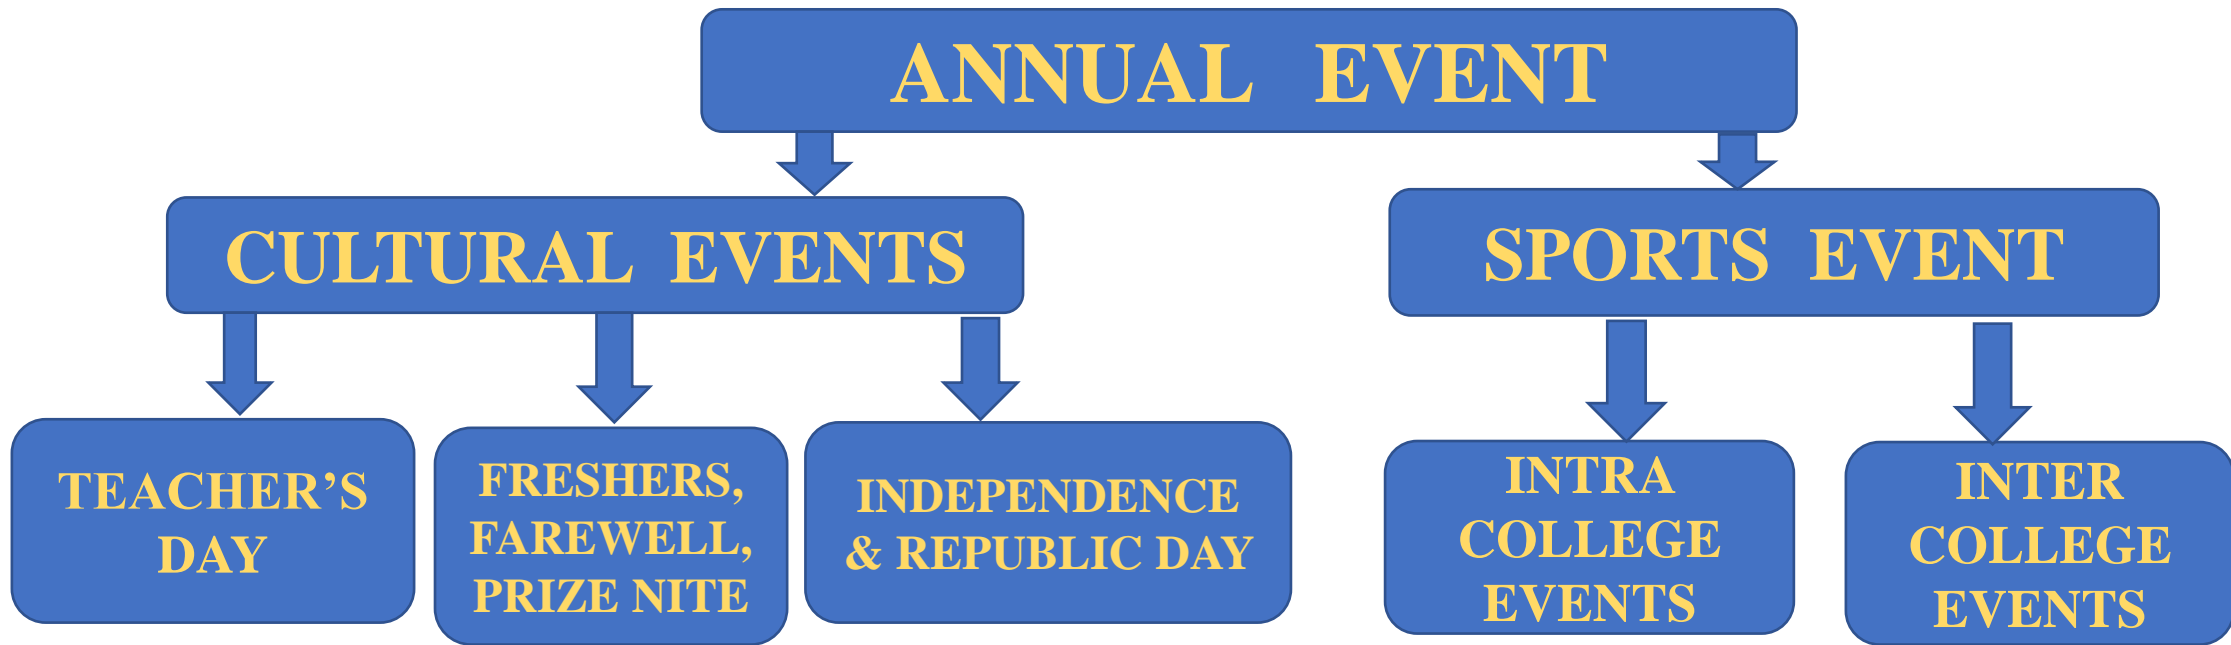 ANNUAL EVENT
CULTURAL EVENTS
SPORTS EVENT
TEACHER’S
DAY
FRESHERS,
FAREWELL,
PRIZE NITE
INDEPENDENCE
& REPUBLIC DAY
INTRA
COLLEGE
EVENTS
INTER
COLLEGE
EVENTS